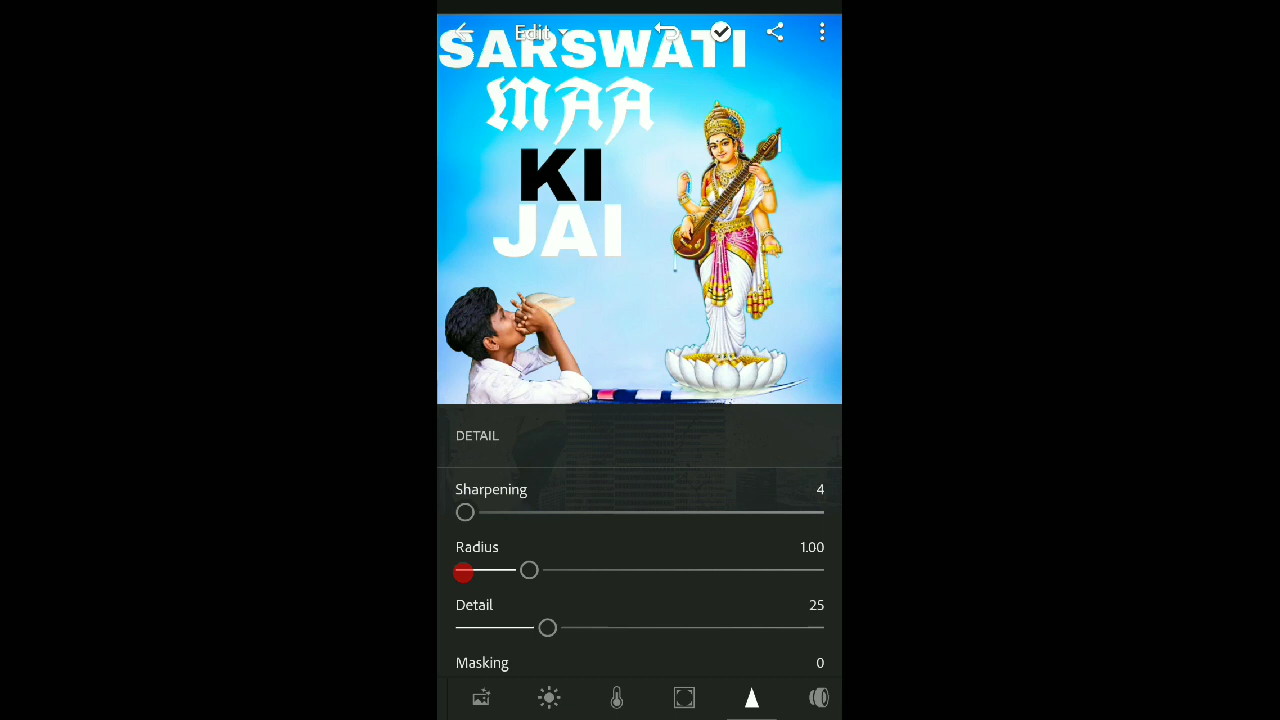 Edit
SARSWATI
MAA
KI
JAI
DETAIL
Sharpening 4
Radius 1.00
Detail 25
Masking 0